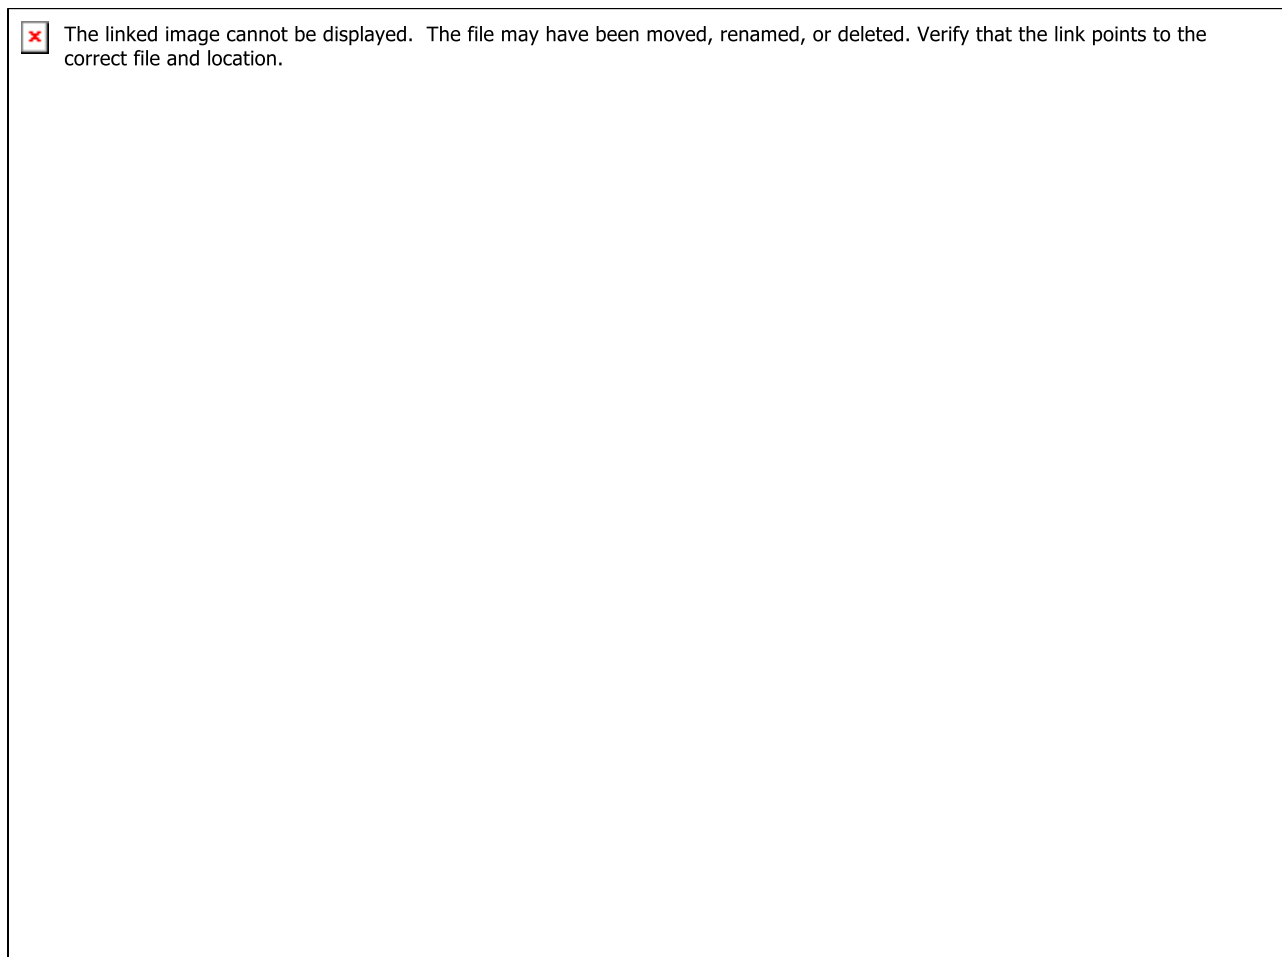 The linked image cannot be displayed.  The file may have been moved, renamed, or deleted. Verify that the link points to the
correct file and location.